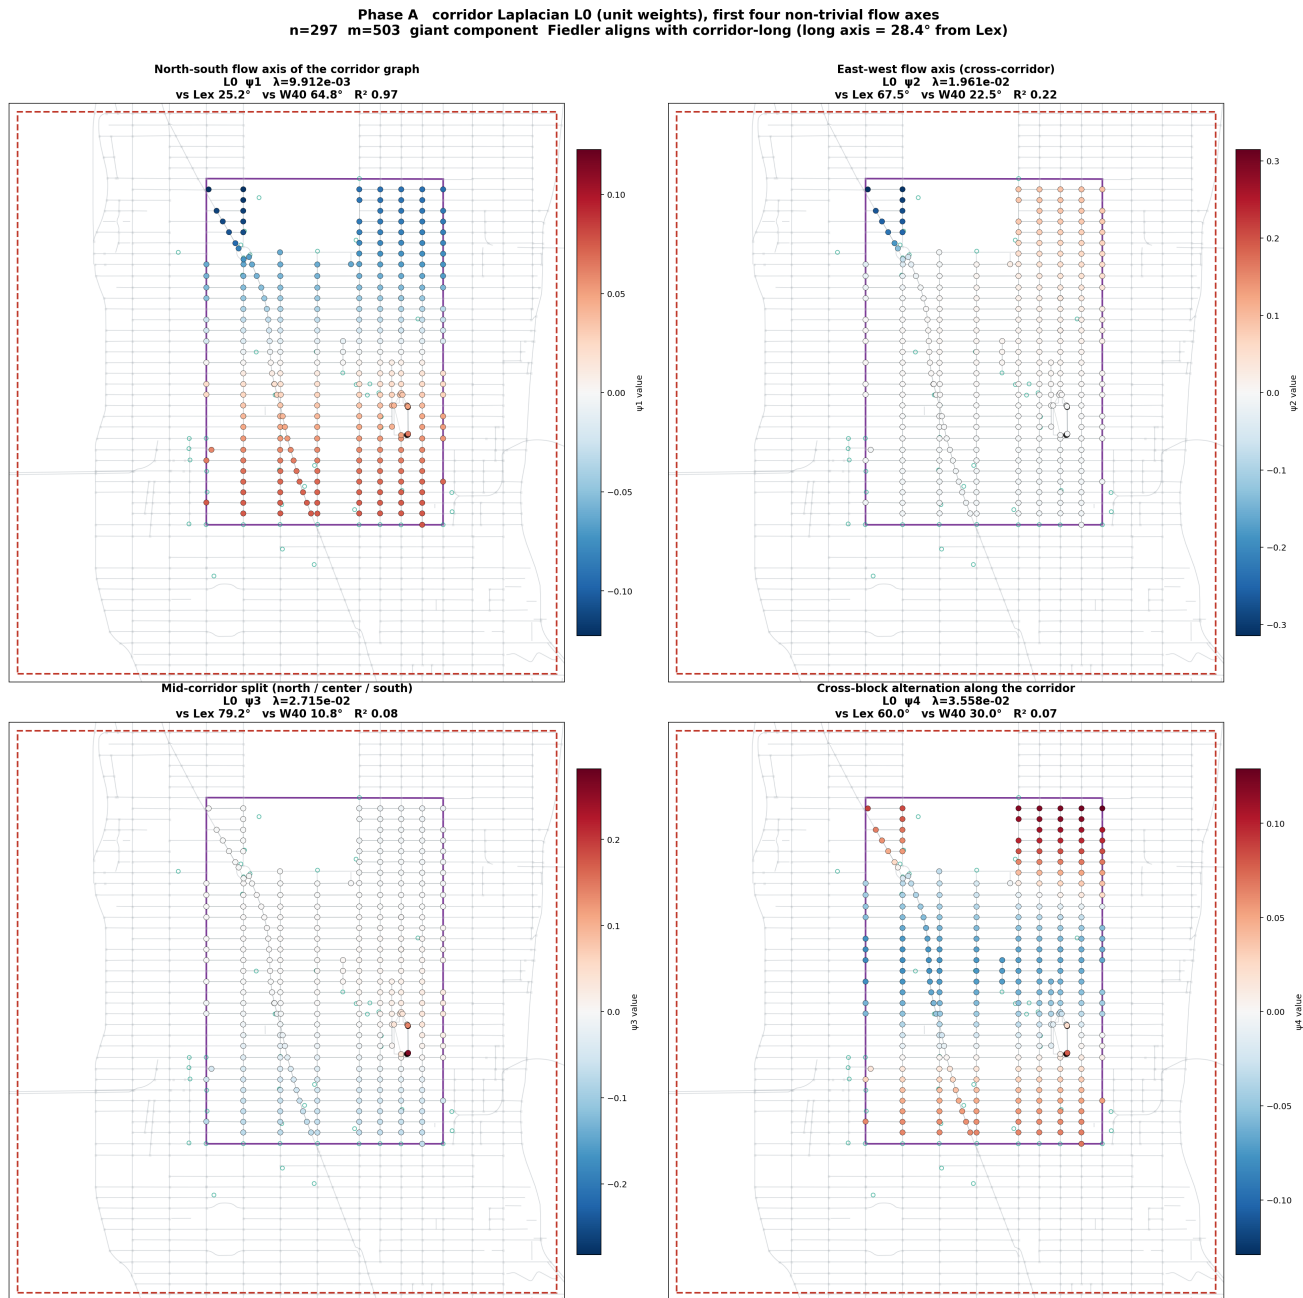 Phase A   corridor Laplacian L0 (unit weights), first four non-trivial flow axes
n=297  m=503  giant component  Fiedler aligns with corridor-long (long axis = 28.4° from Lex)
North-south flow axis of the corridor graph
L0  ψ1   λ=9.912e-03
vs Lex 25.2°   vs W40 64.8°   R² 0.97
0.10
0.05
0.00
−0.05
−0.10
ψ1 value
East-west flow axis (cross-corridor)
L0  ψ2   λ=1.961e-02
vs Lex 67.5°   vs W40 22.5°   R² 0.22
0.3
0.2
0.1
0.0
−0.1
−0.2
−0.3
ψ2 value
Mid-corridor split (north / center / south)
L0  ψ3   λ=2.715e-02
vs Lex 79.2°   vs W40 10.8°   R² 0.08
0.2
0.1
0.0
−0.1
−0.2
ψ3 value
Cross-block alternation along the corridor
L0  ψ4   λ=3.558e-02
vs Lex 60.0°   vs W40 30.0°   R² 0.07
0.10
0.05
0.00
−0.05
−0.10
ψ4 value